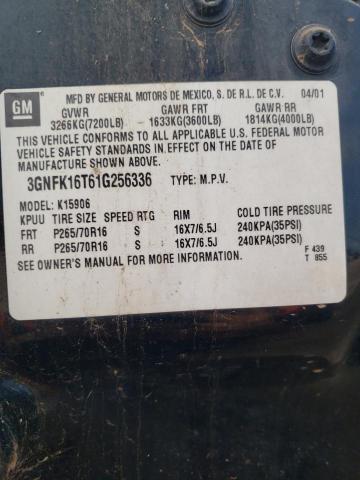 GM
MFD BY GENERAL MOTORS DE MEXICO, S. DE R.L. DE C.V. 04/01
GVWR GAWR FRT GAWR RR
3266KG(7200LB) 1633KG(3600LB) 1814KG(4000LB)
THIS VEHICLE CONFORMS TO ALL APPLICABLE U.S. FEDERAL MOTOR
VEHICLE SAFETY STANDARDS IN EFFECT ON THE DATE OF
MANUFACTURE SHOWN ABOVE.
3GNFK16T61G256336 TYPE: M.P.V.
MODEL: K15906
KPUU TIRE SIZE SPEED RTG RIM COLD TIRE PRESSURE
FRT P265/70R16 S 16X7/6.5J 240KPA(35PSI)
RR P265/70R16 S 16X7/6.5J 240KPA(35PSI)
SEE OWNER'S MANUAL FOR MORE INFORMATION. F 439
T 855